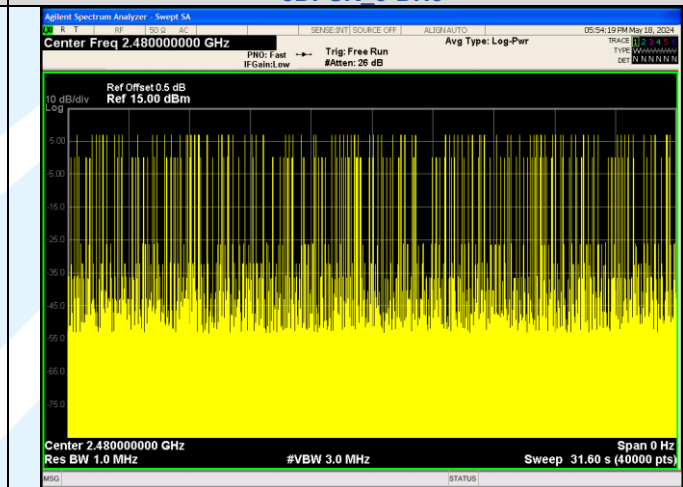 Agilent Spectrum Analyzer - Swept SA
R T RF 50 Ω AC SENSE:INT SOURCE OFF ALIGNAUTO 05:54:19 PM May 18, 2024
Center Freq 2.480000000 GHz
PNO: Fast
IFGain:Low
Trig: Free Run
#Atten: 26 dB
Avg Type: Log-Pwr
TRACE 1 2 3 4 5 6
TYPE WWWWWW
DET N N N N N N
Ref Offset 0.5 dB
10 dB/div Ref 15.00 dBm
Log
5.00
-5.00
-15.0
-25.0
-35.0
-45.0
-55.0
-65.0
-75.0
Center 2.480000000 GHz Span 0 Hz
Res BW 1.0 MHz #VBW 3.0 MHz Sweep 31.60 s (40000 pts)
MSG STATUS